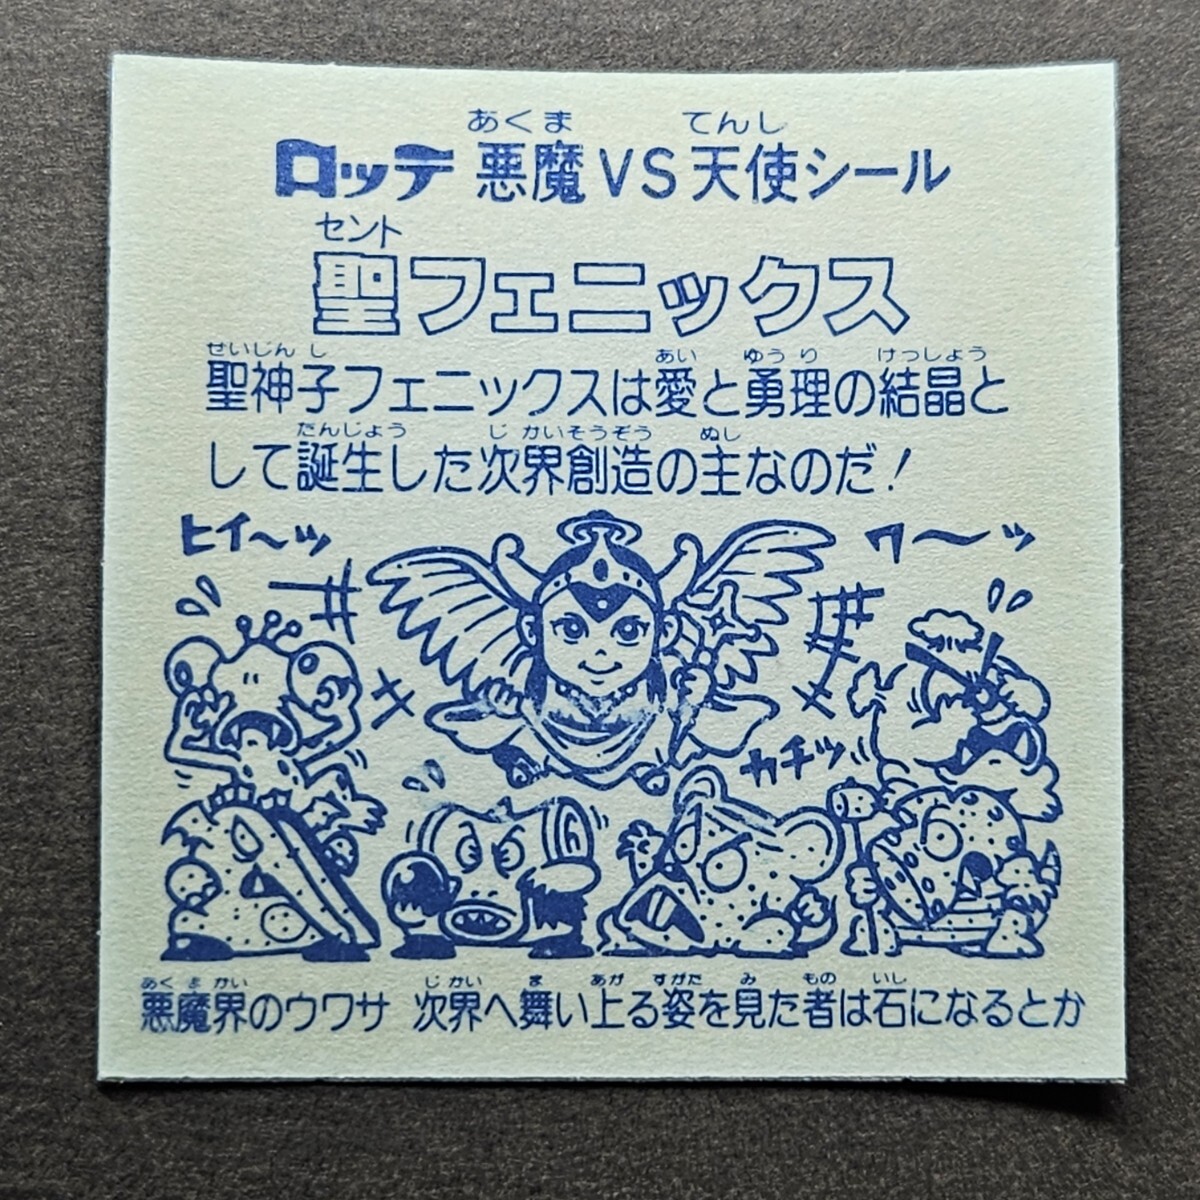 あくま てんし
ロッテ 悪魔VS天使シール
セント
聖フェニックス
せいじん し あい ゆう り けっしょう
聖神子フェニックスは愛と勇理の結晶と
たんじょう じ かいそうぞう ぬし
して誕生した次界創造の主なのだ!
ヒイ〜ッ
ワ〜〜ッ
カチッ
あく ま かい じ かい ま あが すがた み もの いし
悪魔界のウワサ 次界へ舞い上る姿を見た者は石になるとか